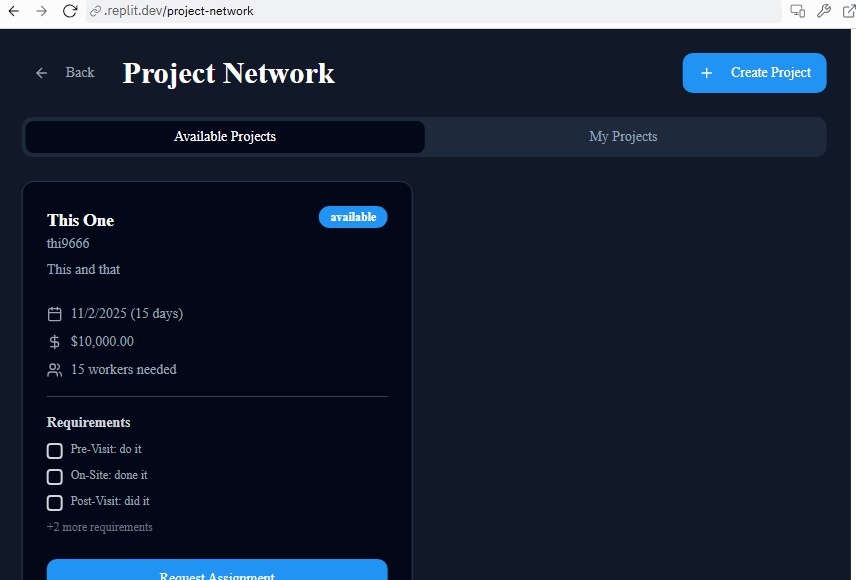 .replit.dev/project-network
Back
Project Network
Create Project
Available Projects
My Projects
This One
available
thi9666
This and that
11/2/2025 (15 days)
$10,000.00
15 workers needed
Requirements
Pre-Visit: do it
On-Site: done it
Post-Visit: did it
+2 more requirements
Request Assignment